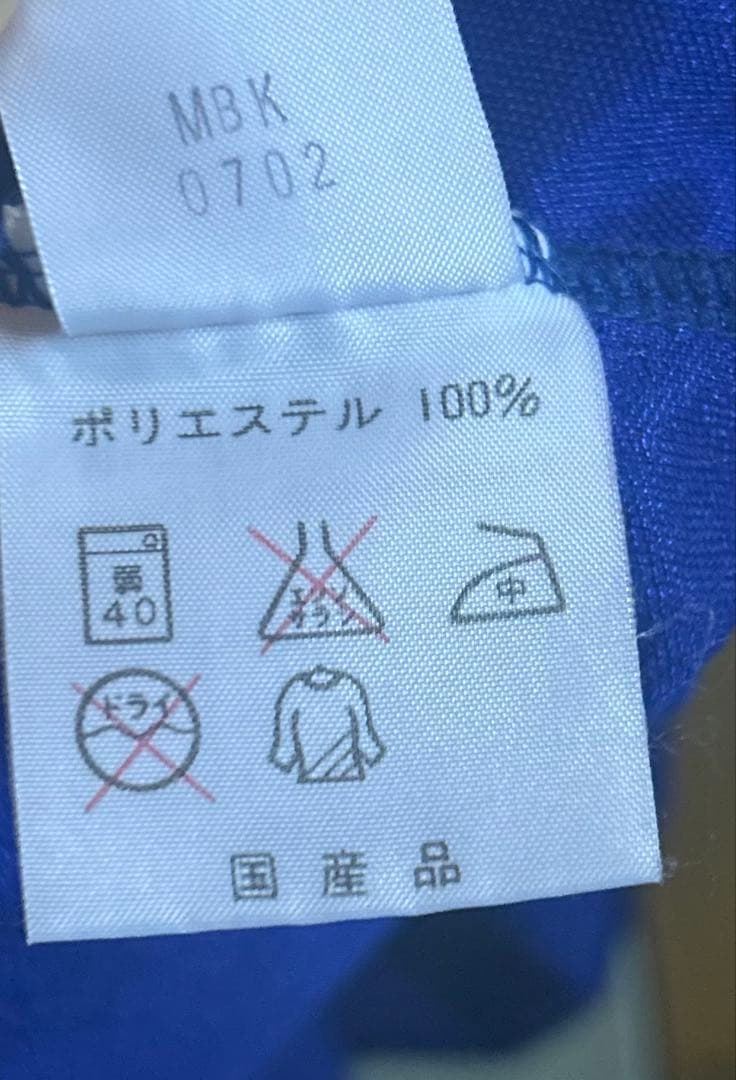 MBK
0702
ポリエステル 100%
弱
40
エンソ
サラシ
中
ドライ
国産品